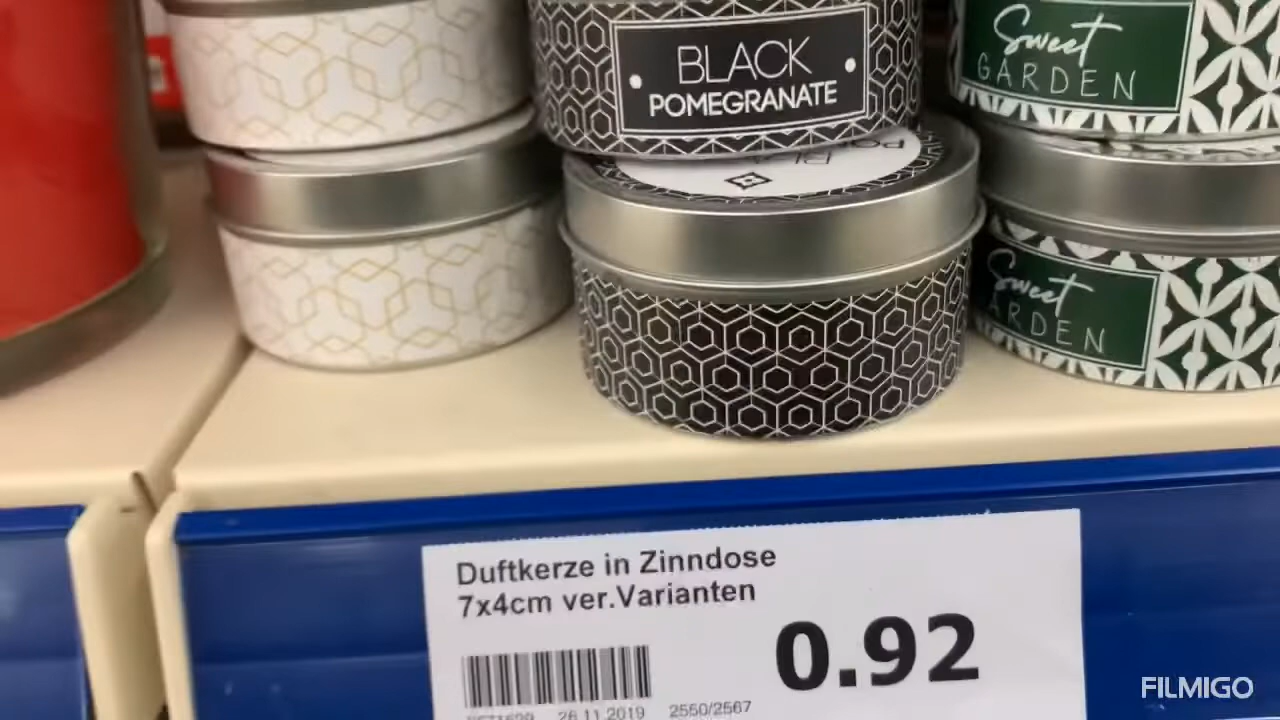 BLACK
POMEGRANATE
Sweet
GARDEN
Sweet
GARDEN
Duftkerze in Zinndose
7x4cm ver.Varianten
0.92
26.11.2019 2550/2567
FILMIGO